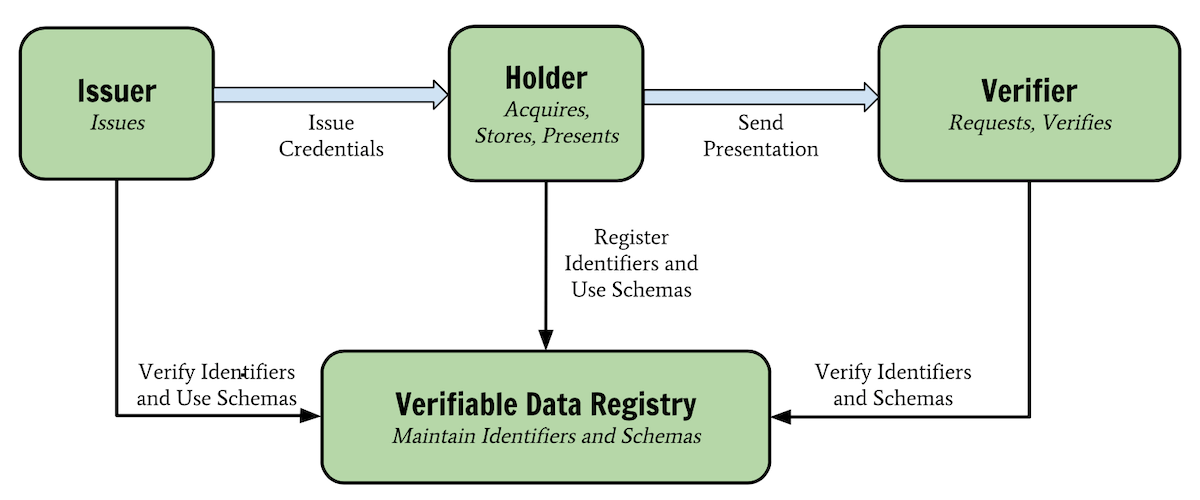 Issuer
Issues
Issue
Credentials
Holder
Acquires,
Stores, Presents
Send
Presentation
Verifier
Requests, Verifies
Register
Identifiers and
Use Schemas
Verify Identifiers
and Use Schemas
Verifiable Data Registry
Maintain Identifiers and Schemas
Verify Identifiers
and Schemas